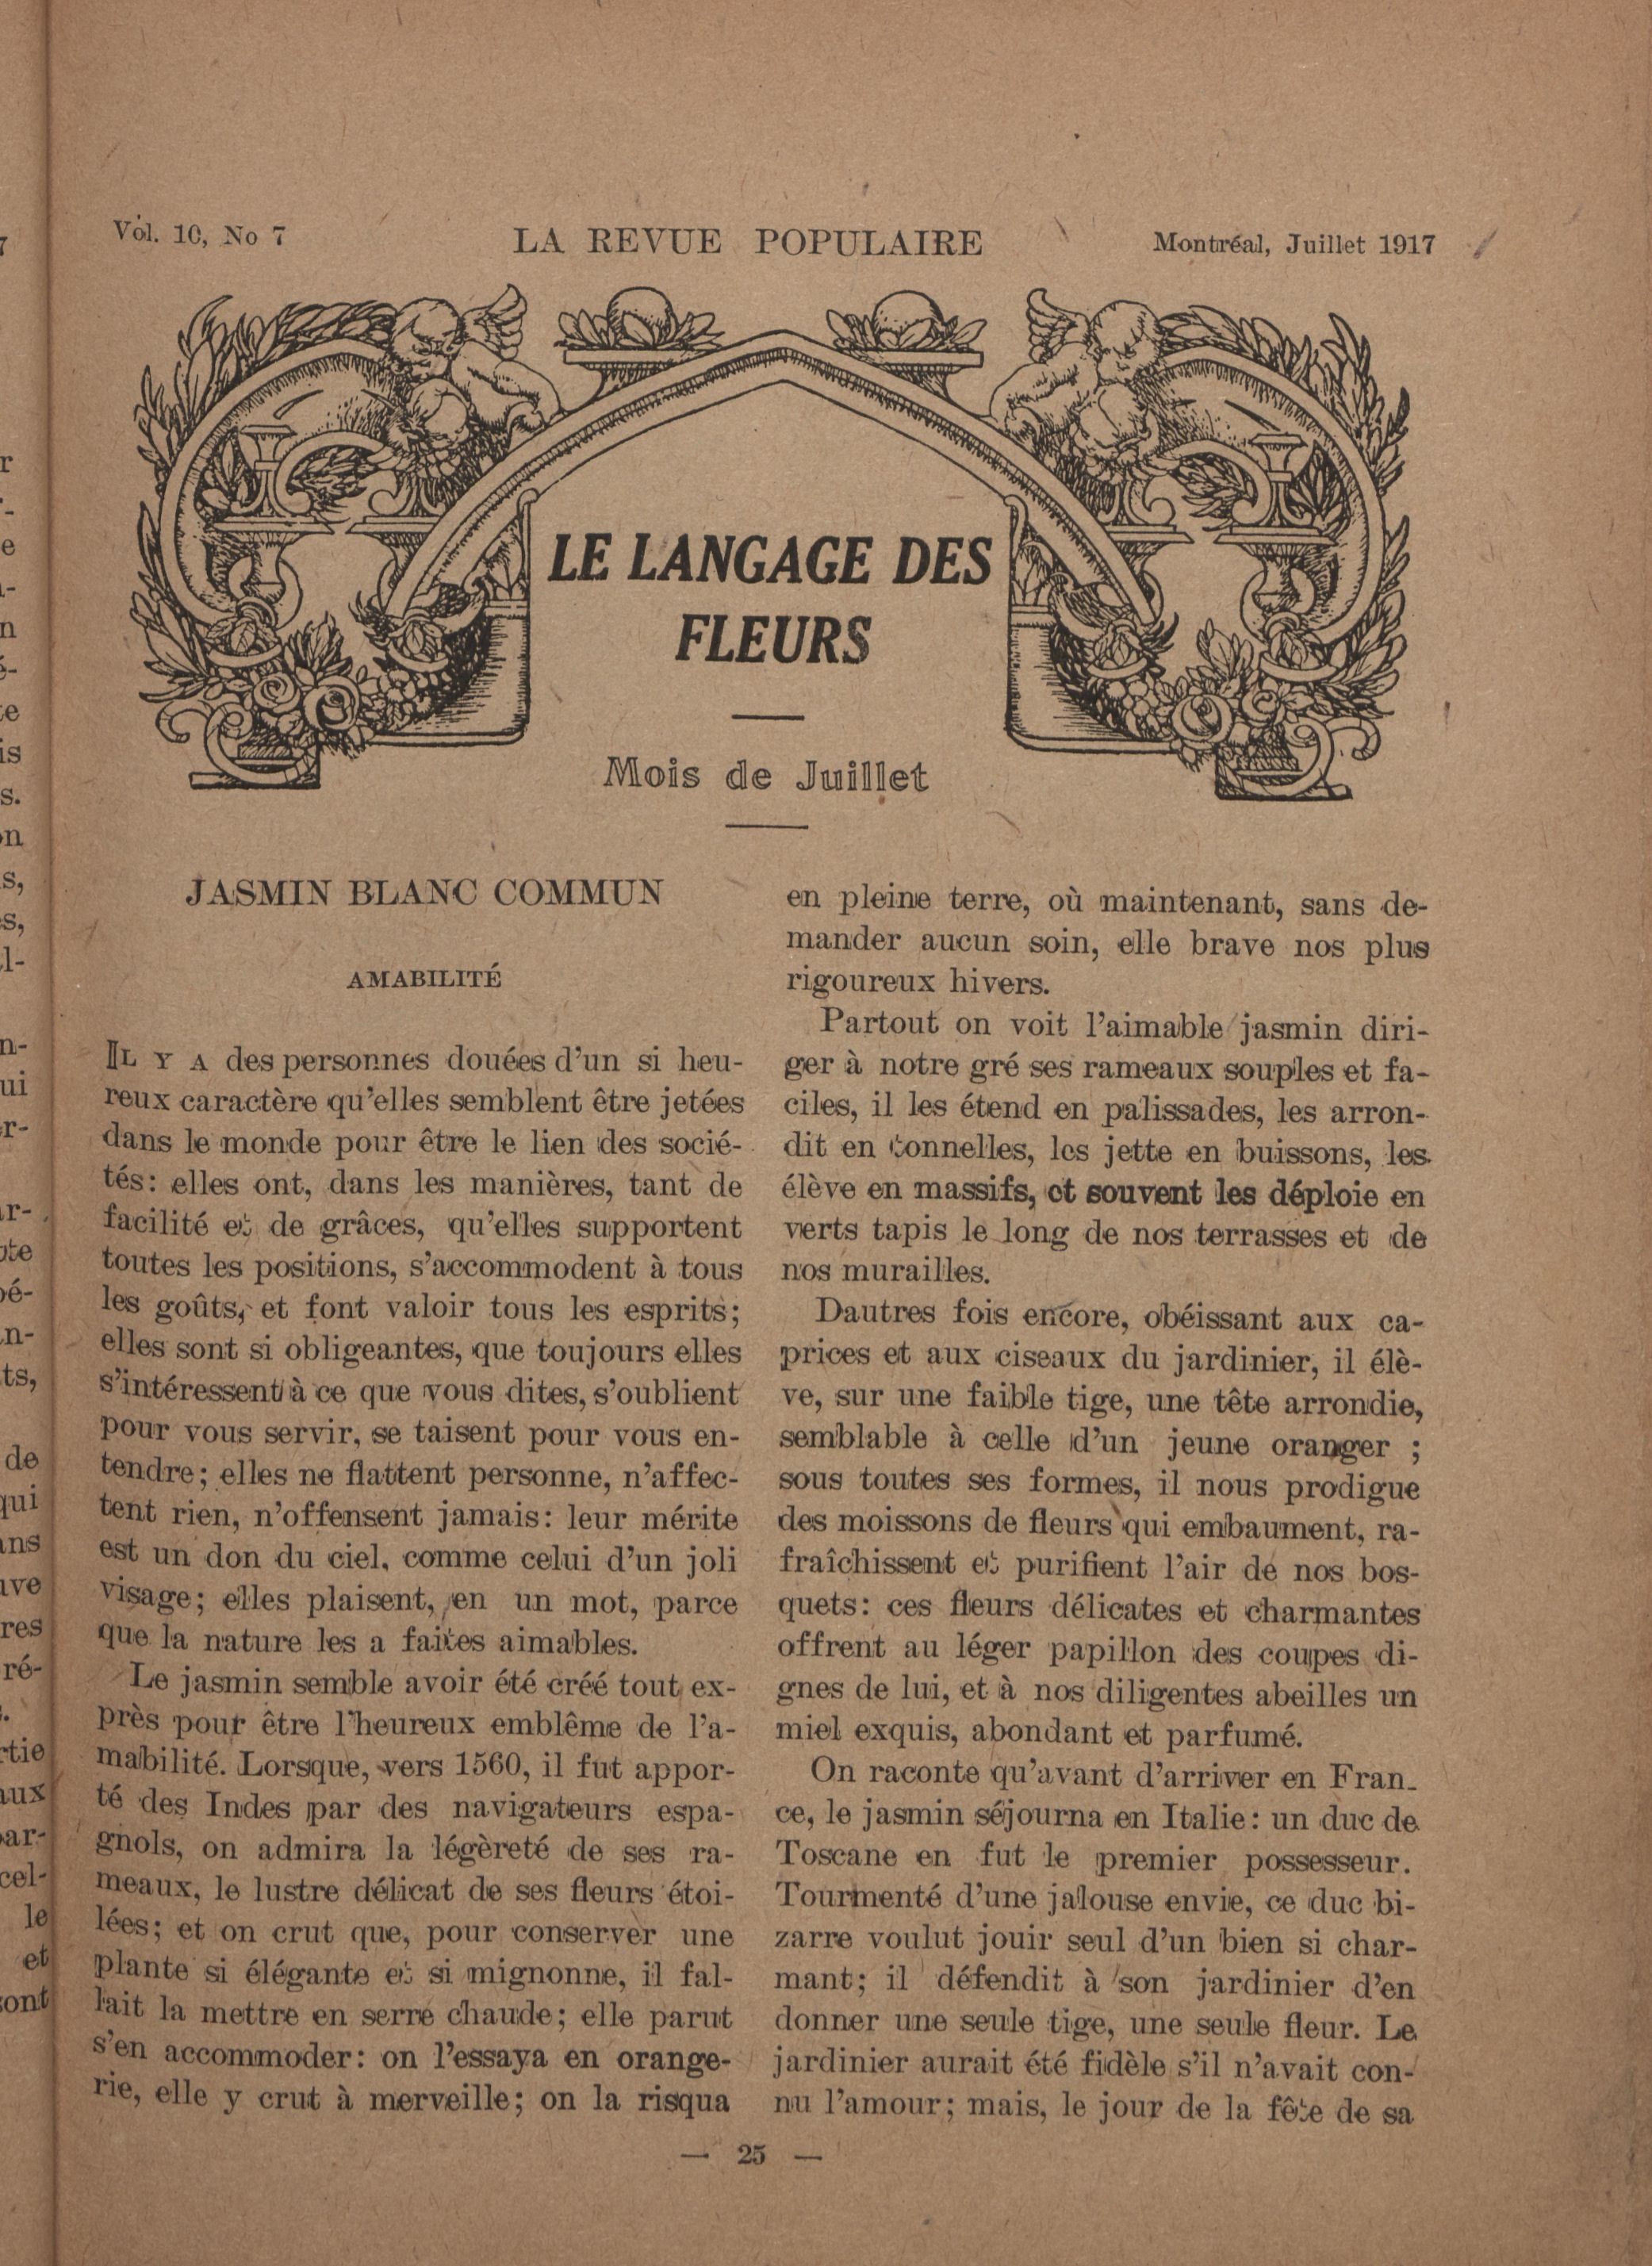 Vol. 10, No 7
LA REVUE POPULAIRE
Montréal, Juillet 1917
LE LANGAGE DES
FLEURS
Mois de Juillet
JASMIN BLANC COMMUN
AMABILITÉ
IL Y A des personnes douées d'un si heu-
reux caractère qu'elles semblent être jetées
dans le monde pour être le lien des socié-
tés: elles ont, dans les manières, tant de
facilité et de grâces, qu'elles supportent
toutes les positions, s'accommodent à tous
les goûts, et font valoir tous les esprits;
elles sont si obligeantes, que toujours elles
s'intéressent à ce que vous dites, s'oublient
pour vous servir, se taisent pour vous en-
tendre; elles ne flattent personne, n'affec-
tent rien, n'offensent jamais: leur mérite
est un don du ciel, comme celui d'un joli
visage; elles plaisent, en un mot, parce
que la nature les a faites aimables.
Le jasmin semble avoir été créé tout ex-
près pour être l'heureux emblême de l'a-
mabilité. Lorsque, vers 1560, il fut appor-
té des Indes par des navigateurs espa-
gnols, on admira la légèreté de ses ra-
meaux, le lustre délicat de ses fleurs étoi-
lées; et on crut que, pour conserver une
plante si élégante et si mignonne, il fal-
lait la mettre en serre chaude; elle parut
s'en accommoder: on l'essaya en orange-
rie, elle y crut à merveille; on la risqua
en pleine terre, où maintenant, sans de-
mander aucun soin, elle brave nos plus
rigoureux hivers.
Partout on voit l'aimable jasmin diri-
ger à notre gré ses rameaux souples et fa-
ciles, il les étend en palissades, les arron-
dit en tonnelles, les jette en buissons, les
élève en massifs, et souvent les déploie en
verts tapis le long de nos terrasses et de
nos murailles.
Dautres fois encore, obéissant aux ca-
prices et aux ciseaux du jardinier, il élè-
ve, sur une faible tige, une tête arrondie,
semblable à celle d'un jeune oranger ;
sous toutes ses formes, il nous prodigue
des moissons de fleurs qui embaument, ra-
fraîchissent et purifient l'air de nos bos-
quets: ces fleurs délicates et charmantes
offrent au léger papillon des coupes di-
gnes de lui, et à nos diligentes abeilles un
miel exquis, abondant et parfumé.
On raconte qu'avant d'arriver en Fran-
ce, le jasmin séjourna en Italie: un duc de
Toscane en fut le premier possesseur.
Tourmenté d'une jalouse envie, ce duc bi-
zarre voulut jouir seul d'un bien si char-
mant; il défendit à son jardinier d'en
donner une seule tige, une seule fleur. Le
jardinier aurait été fidèle s'il n'avait con-
nu l'amour; mais, le jour de la fête de sa
— 25 —